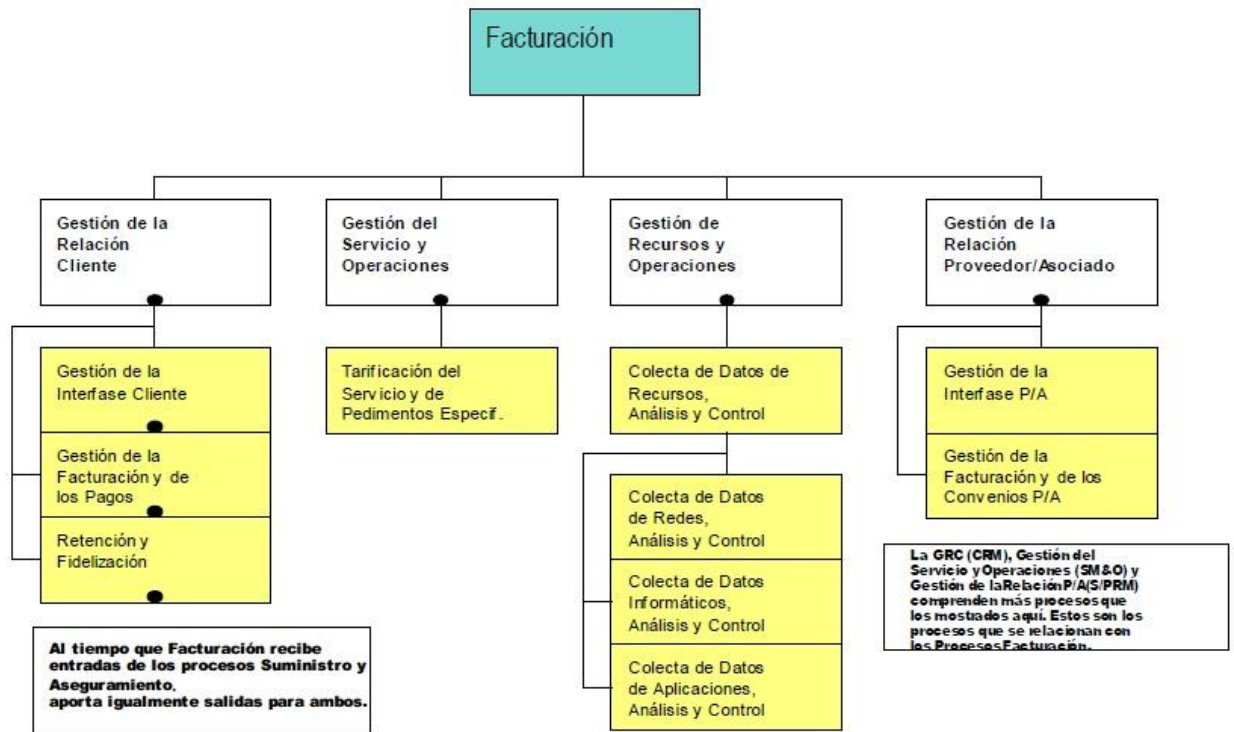 Facturación
Gestión de la
Relación
Cliente
Gestión del
Servicio y
Operaciones
Gestión de
Recursos y
Operaciones
Gestión de la
Relación
Proveedor/Asociado
Gestión de la
Interfase Cliente
Gestión de la
Facturación y de
los Pagos
Retención y
Fidelización
Tarificación del
Servicio y de
Pedimentos Especif.
Colecta de Datos de
Recursos,
Análisis y Control
Colecta de Datos
de Redes,
Análisis y Control
Colecta de Datos
Informáticos,
Análisis y Control
Colecta de Datos
de Aplicaciones,
Análisis y Control
Gestión de la
Interfase P/A
Gestión de la
Facturación y de los
Convenios P/A
Al tiempo que Facturación recibe
entradas de los procesos Suministro y
Aseguramiento.
aporta igualmente salidas para ambos.
La GRC (CRM), Gestión del
Servicio y Operaciones (SM&O) y
Gestión de la Relación P/A(S/PRM)
comprenden más procesos que
los mostrados aquí. Estos son los
procesos que se relacionan con
los Procesos Facturación.